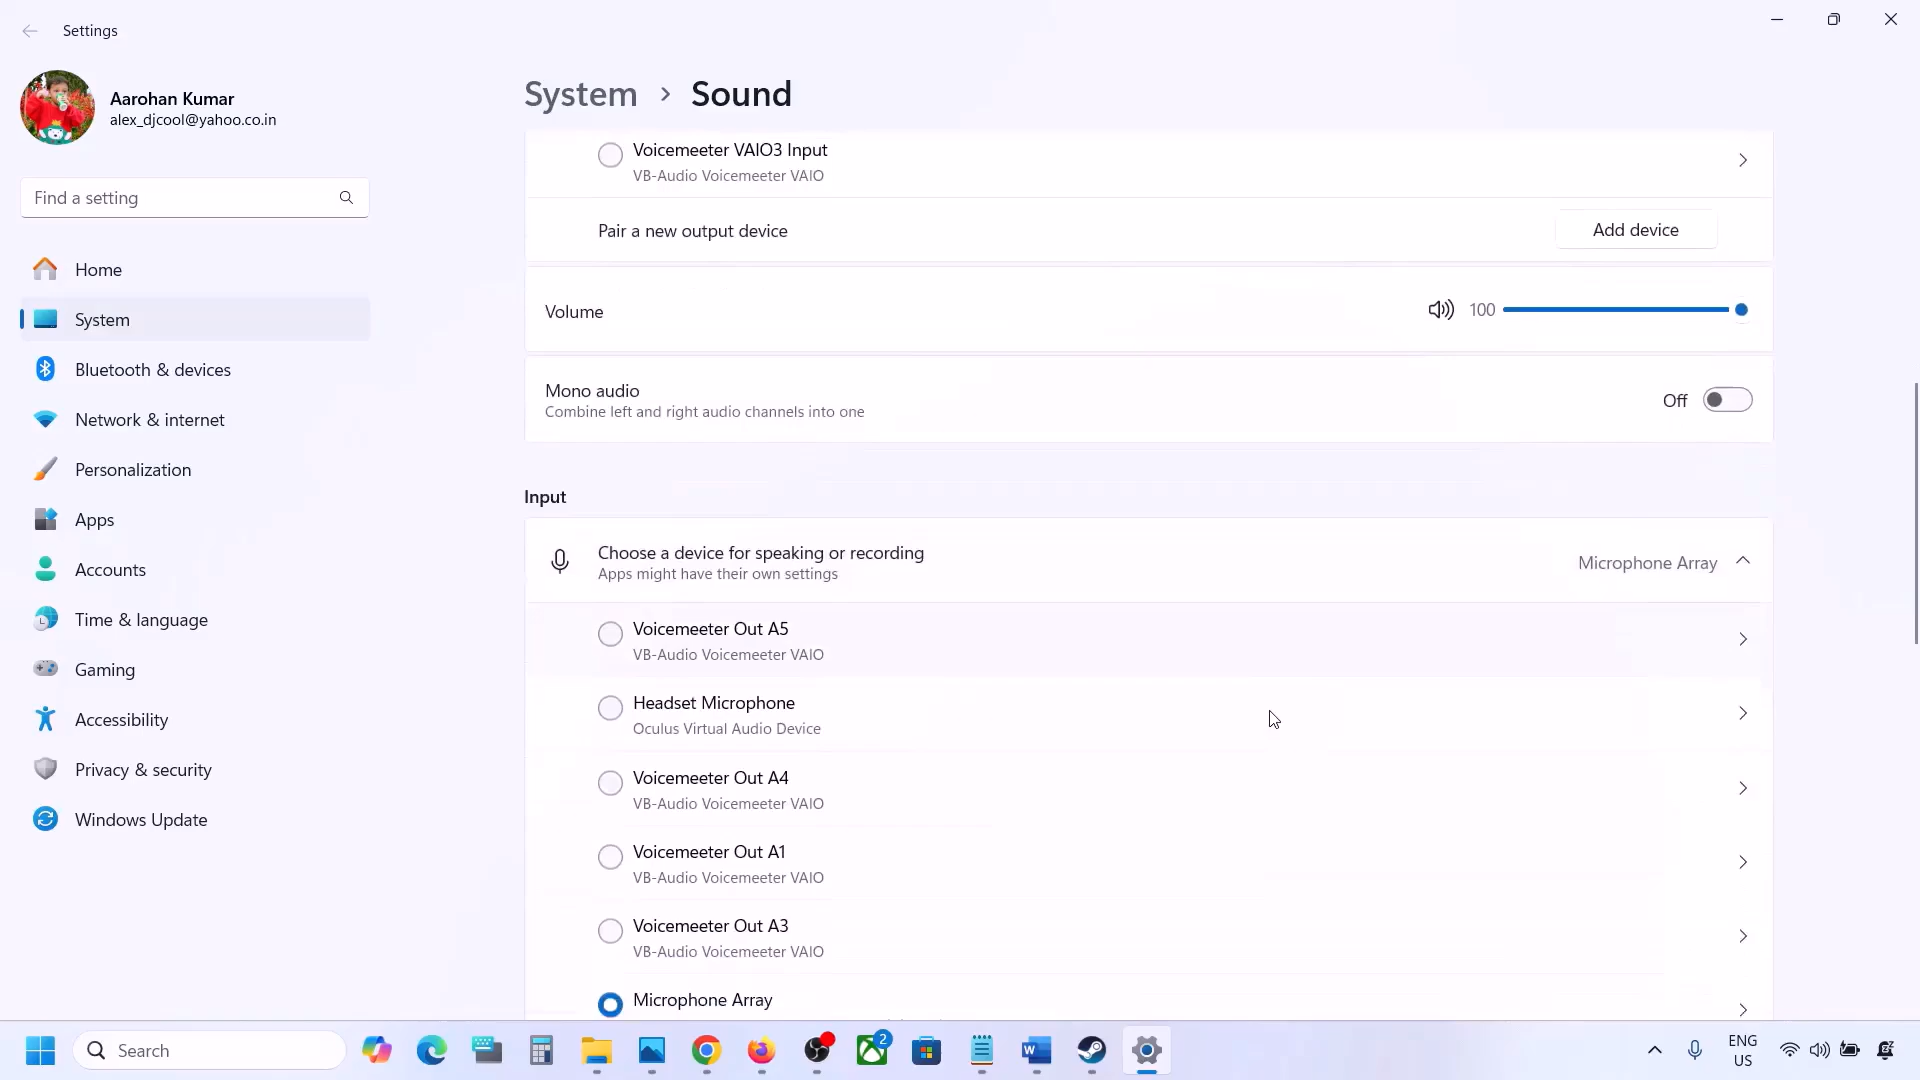 Settings
Aarohan Kumar
alex_djcool@yahoo.co.in
Find a setting
Home
System
Bluetooth & devices
Network & internet
Personalization
Apps
Accounts
Time & language
Gaming
Accessibility
Privacy & security
Windows Update
System > Sound
Voicemeeter VAIO3 Input
VB-Audio Voicemeeter VAIO
Pair a new output device
Add device
Volume
100
Mono audio
Combine left and right audio channels into one
Off
Input
Choose a device for speaking or recording
Apps might have their own settings
Microphone Array
Voicemeeter Out A5
VB-Audio Voicemeeter VAIO
Headset Microphone
Oculus Virtual Audio Device
Voicemeeter Out A4
VB-Audio Voicemeeter VAIO
Voicemeeter Out A1
VB-Audio Voicemeeter VAIO
Voicemeeter Out A3
VB-Audio Voicemeeter VAIO
Microphone Array
Search
2
ENG
US